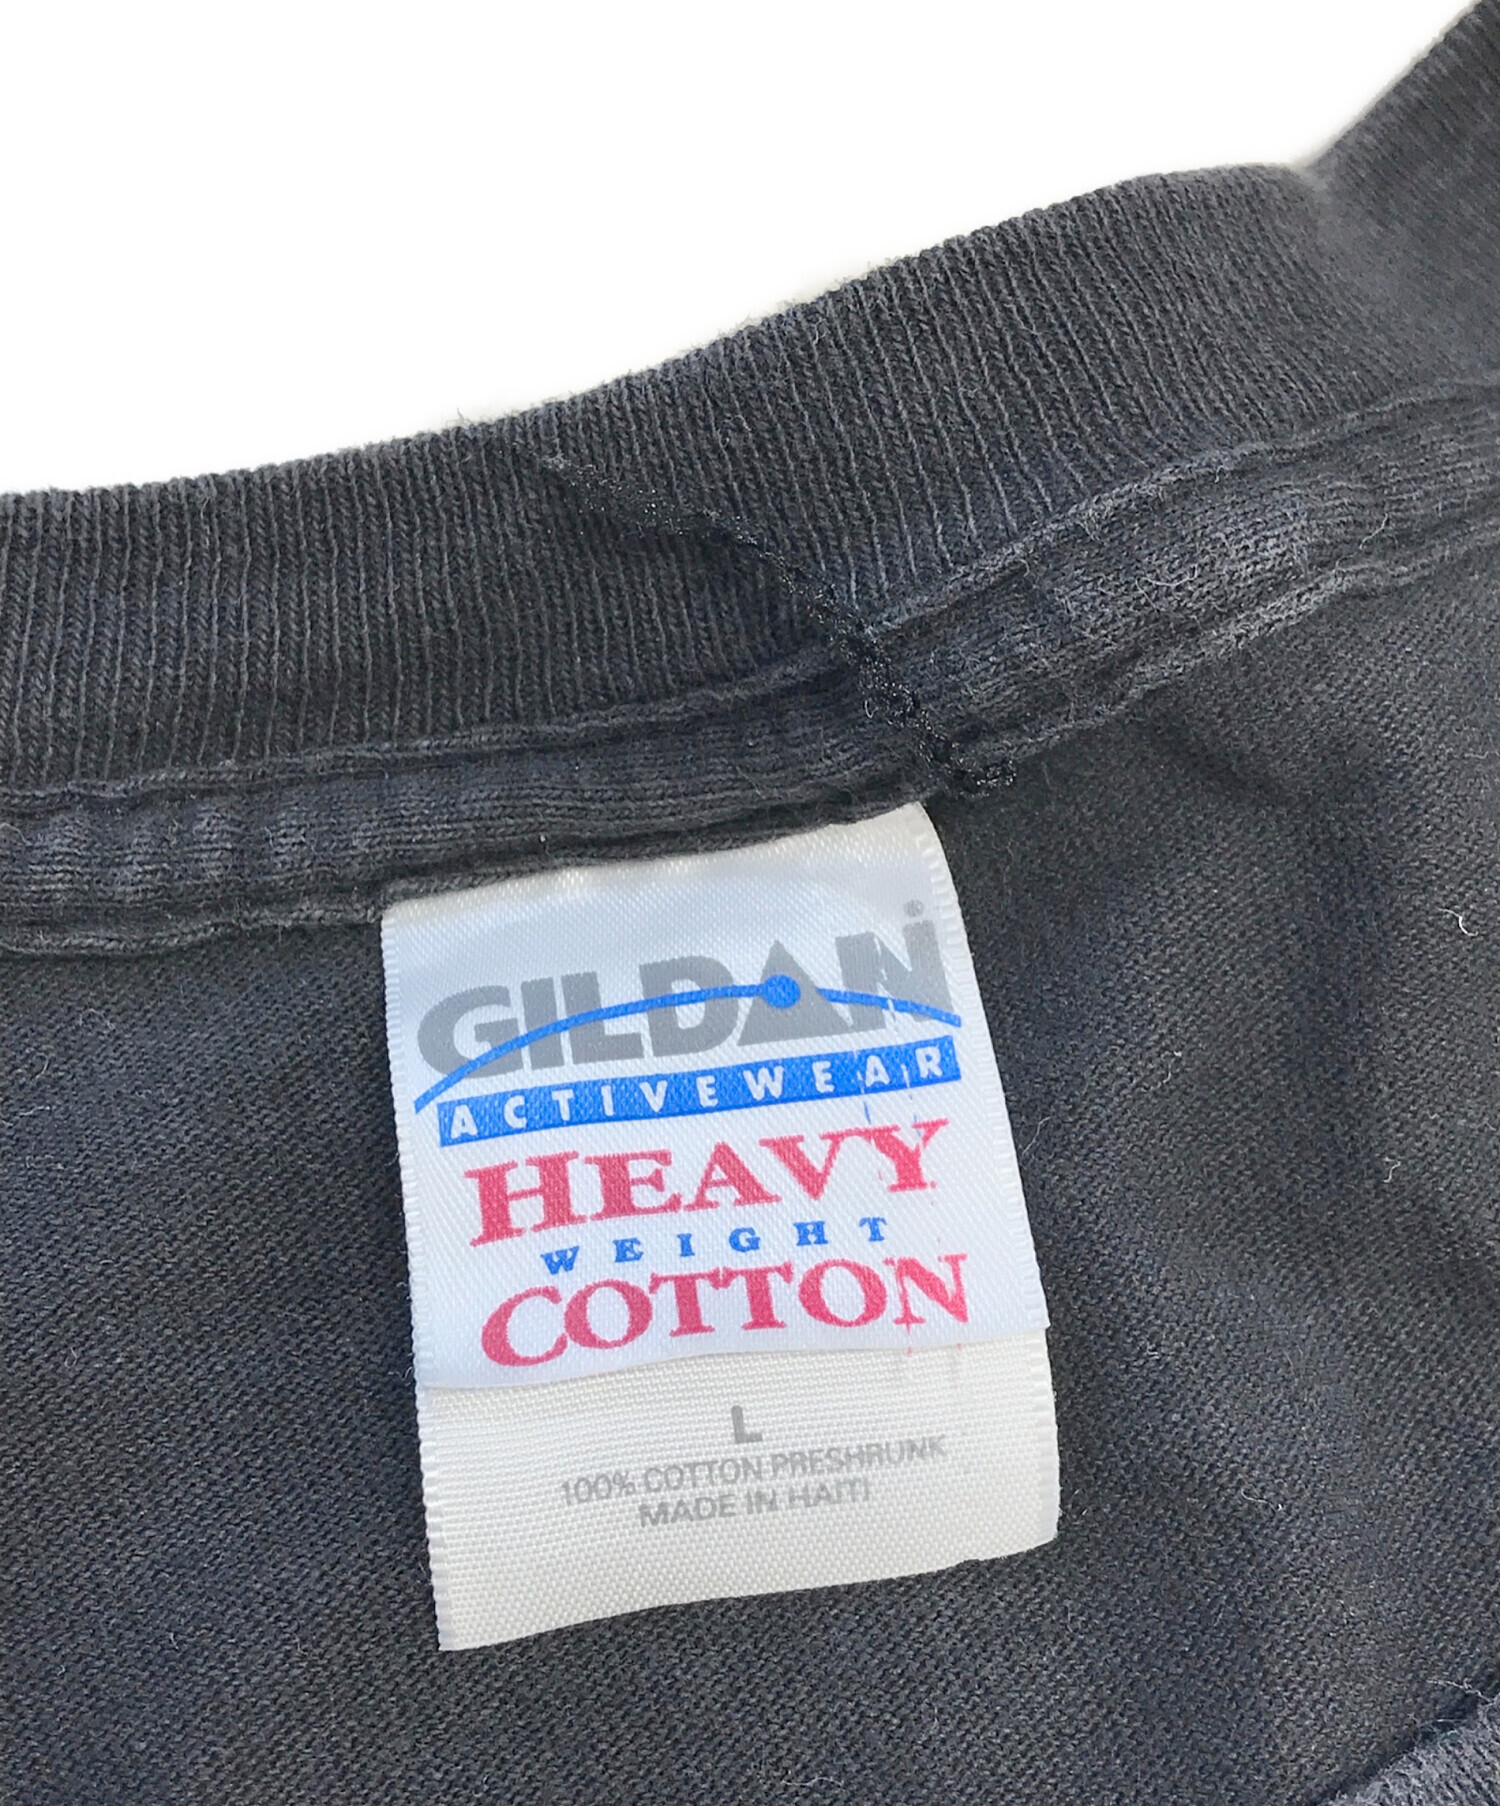 GILDAN®
ACTIVEWEAR
HEAVY
WEIGHT
COTTON
L
100% COTTON PRESHRUNK
MADE IN HAITI